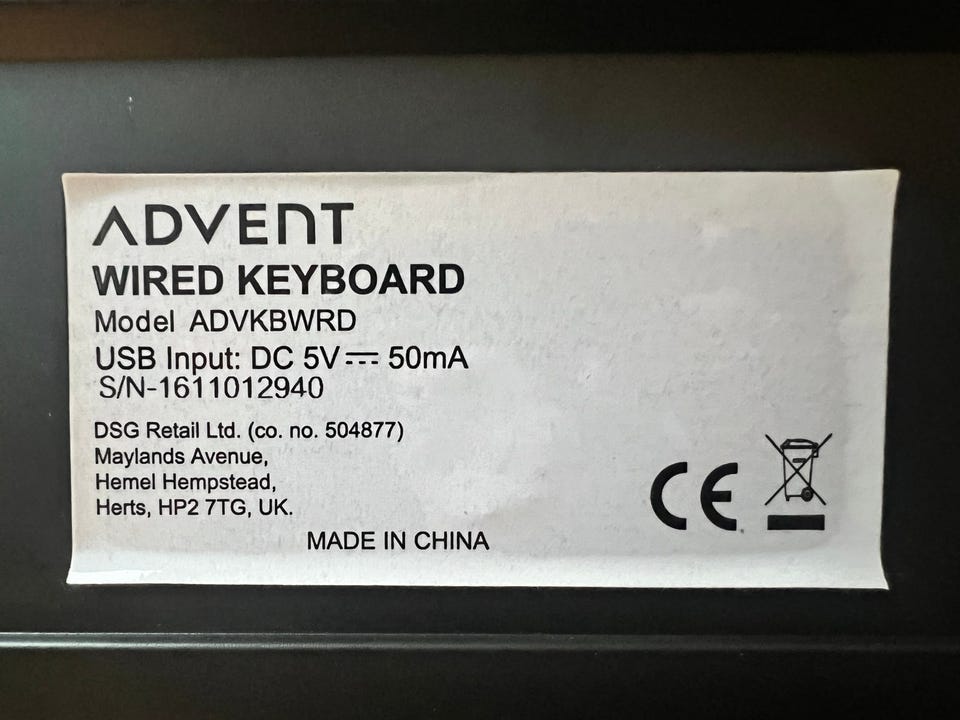 ADVENT
WIRED KEYBOARD
Model ADVKBWRD
USB Input: DC 5V⎓ 50mA
S/N-1611012940
DSG Retail Ltd. (co. no. 504877)
Maylands Avenue,
Hemel Hempstead,
Herts, HP2 7TG, UK.
MADE IN CHINA
CE